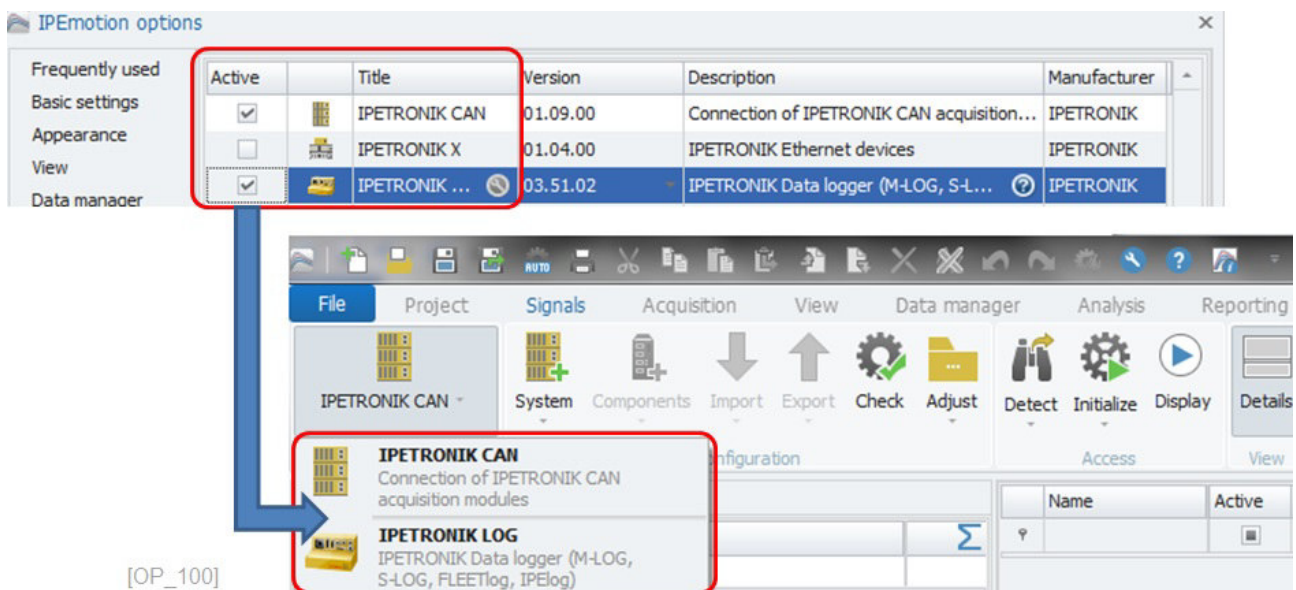 IPEmotion options
Frequently used
Basic settings
Appearance
View
Data manager
Active Title Version Description Manufacturer
IPETRONIK CAN 01.09.00 Connection of IPETRONIK CAN acquisition... IPETRONIK
IPETRONIK X 01.04.00 IPETRONIK Ethernet devices IPETRONIK
IPETRONIK ... 03.51.02 IPETRONIK Data logger (M-LOG, S-L... IPETRONIK
AUTO
File Project Signals Acquisition View Data manager Analysis Reporting
IPETRONIK CAN System Components Import Export Check Adjust Detect Initialize Display Details
Access View
IPETRONIK CAN
Connection of IPETRONIK CAN
acquisition modules
IPETRONIK LOG
IPETRONIK Data logger (M-LOG,
S-LOG, FLEETlog, IPElog)
Name Active
Σ
[OP_100]